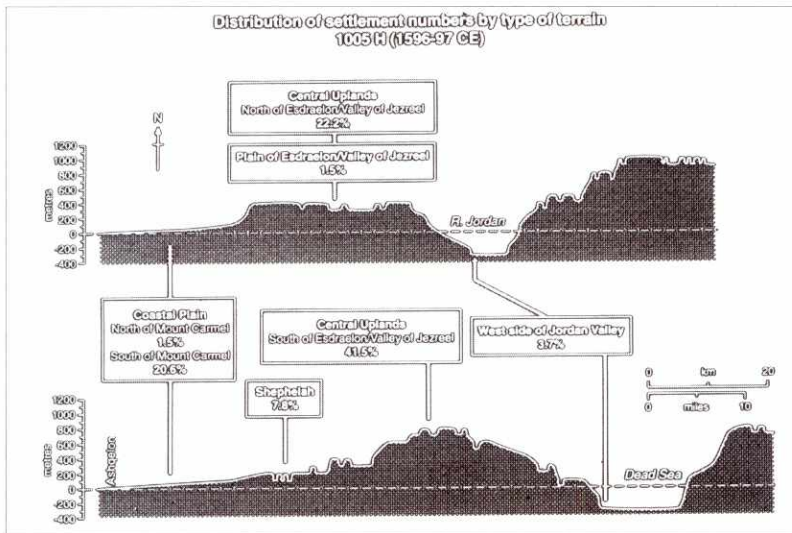 Distribution of settlement numbers by type of terrain
1005 H (1596-97 CE)
Central Uplands
North of Esdraelon/Valley of Jezreel
22.2%
Plain of Esdraelon/Valley of Jezreel
1.5%
N
metres
1200
1000
800
600
400
200
0
-200
-400
R. Jordan
Coastal Plain
North of Mount Carmel
1.5%
South of Mount Carmel
20.5%
Central Uplands
South of Esdraelon/Valley of Jezreel
41.5%
West side of Jordan Valley
3.7%
Shephelah
7.8%
0 km 20
0 miles 10
metres
1200
1000
800
600
400
200
0
-200
-400
Ashqelon
Dead Sea